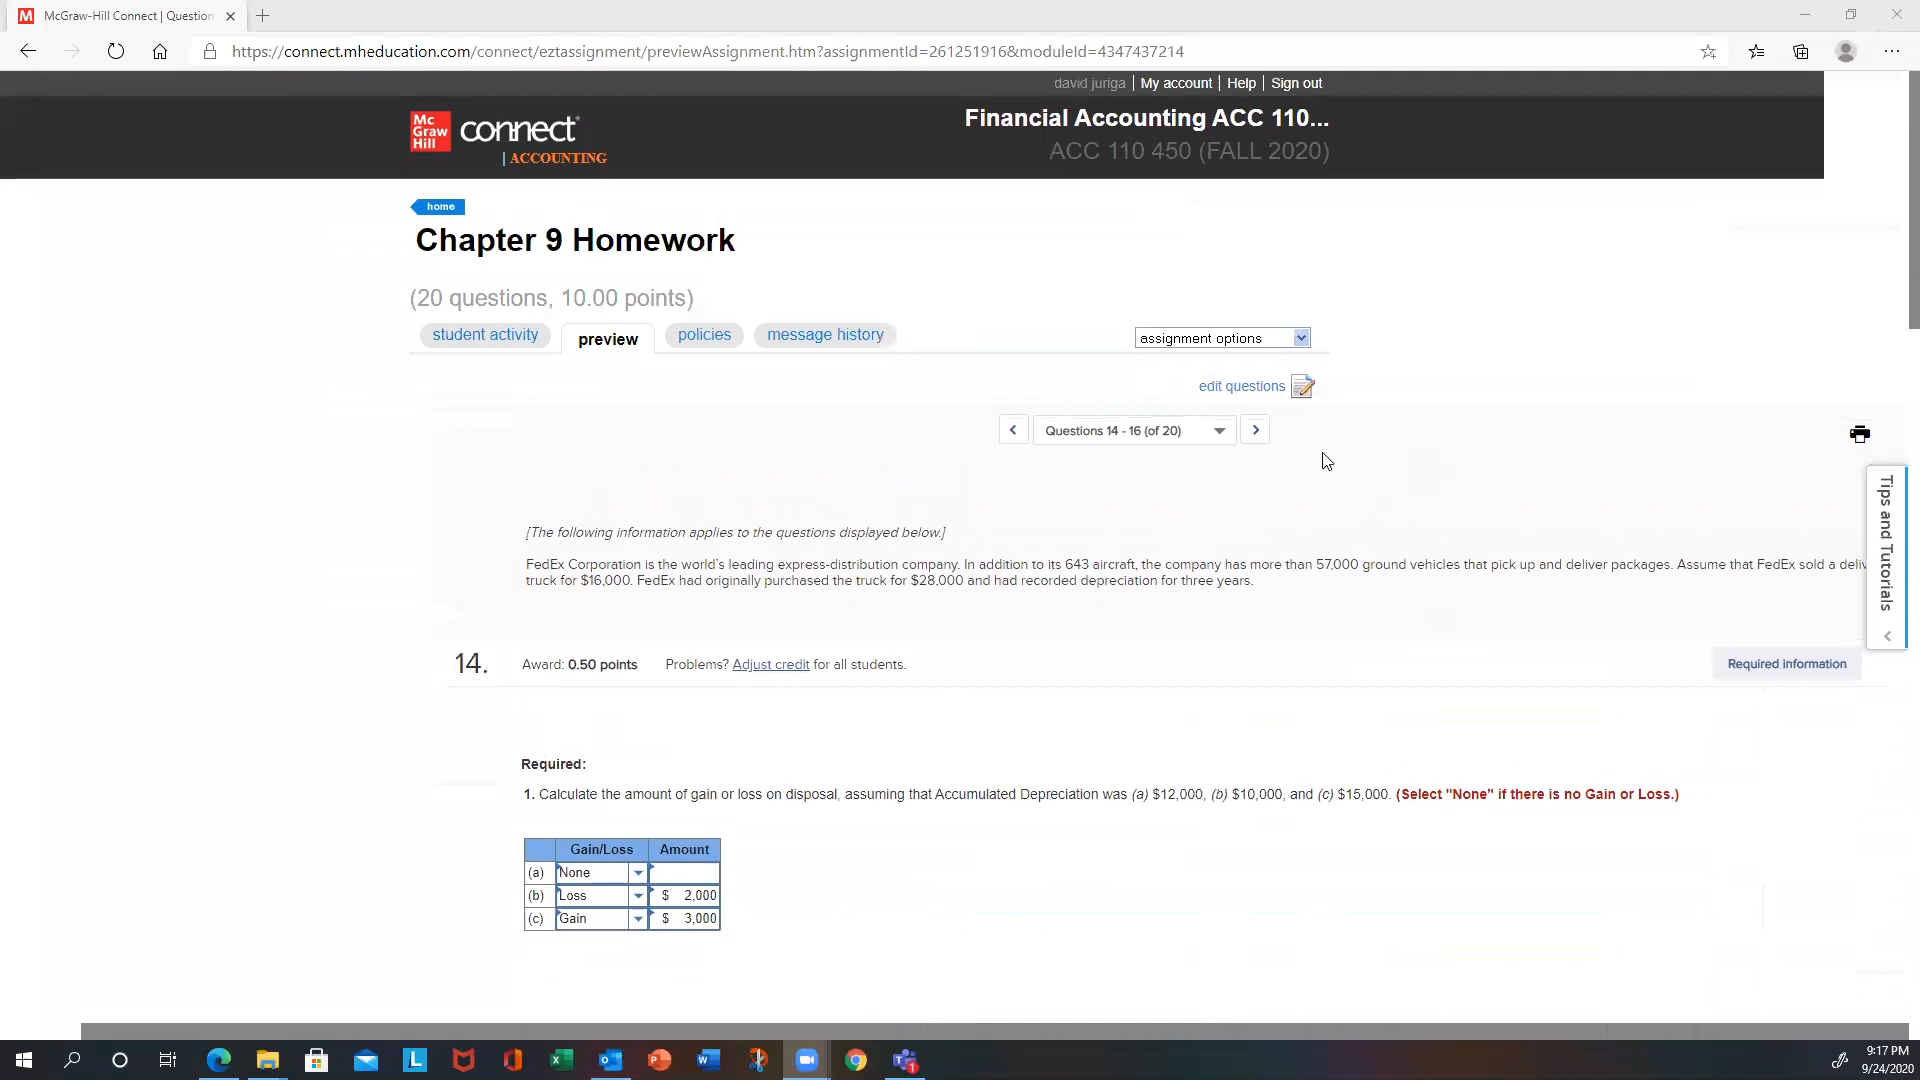 McGraw-Hill Connect | Question
https://connect.mheducation.com/connect/eztassignment/previewAssignment.htm?assignmentId=261251916&moduleId=4347437214
david juriga | My account | Help | Sign out
Mc Graw Hill connect
| ACCOUNTING
Financial Accounting ACC 110...
ACC 110 450 (FALL 2020)
home
Chapter 9 Homework
(20 questions, 10.00 points)
student activity preview policies message history assignment options
edit questions
Questions 14 - 16 (of 20)
Tips and Tutorials
[The following information applies to the questions displayed below.]
FedEx Corporation is the world's leading express-distribution company. In addition to its 643 aircraft, the company has more than 57,000 ground vehicles that pick up and deliver packages. Assume that FedEx sold a deliv
truck for $16,000. FedEx had originally purchased the truck for $28,000 and had recorded depreciation for three years.
14. Award: 0.50 points Problems? Adjust credit for all students. Required information
Required:
1. Calculate the amount of gain or loss on disposal, assuming that Accumulated Depreciation was (a) $12,000, (b) $10,000, and (c) $15,000. (Select "None" if there is no Gain or Loss.)
Gain/Loss Amount
(a) None
(b) Loss $ 2,000
(c) Gain $ 3,000
9:17 PM
9/24/2020